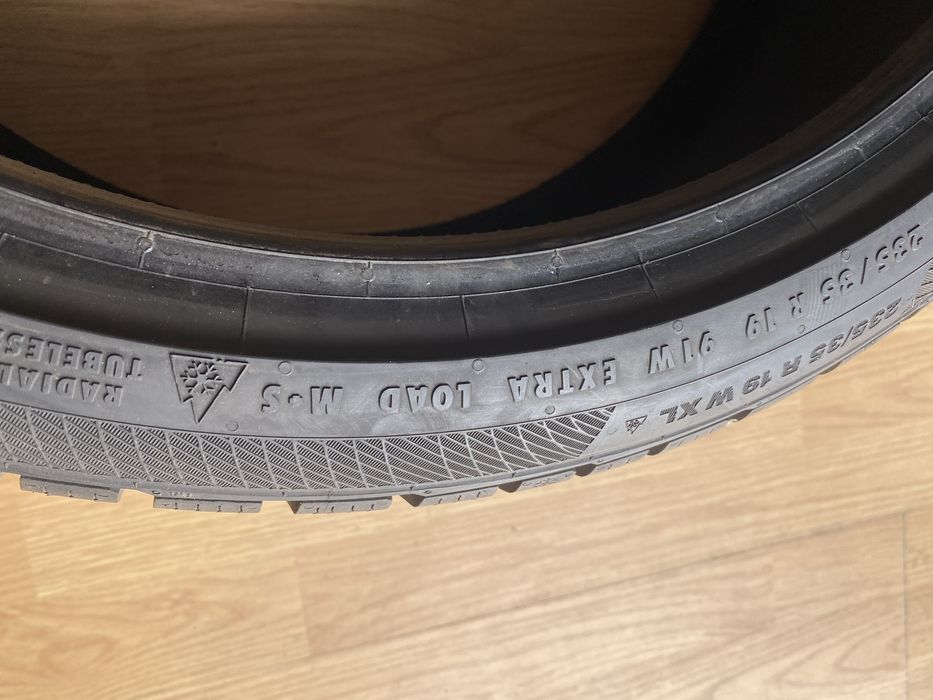 235/35 R 19 91W EXTRA LOAD M+S
RADIAL
TUBELESS
235/35 R 19 W XL